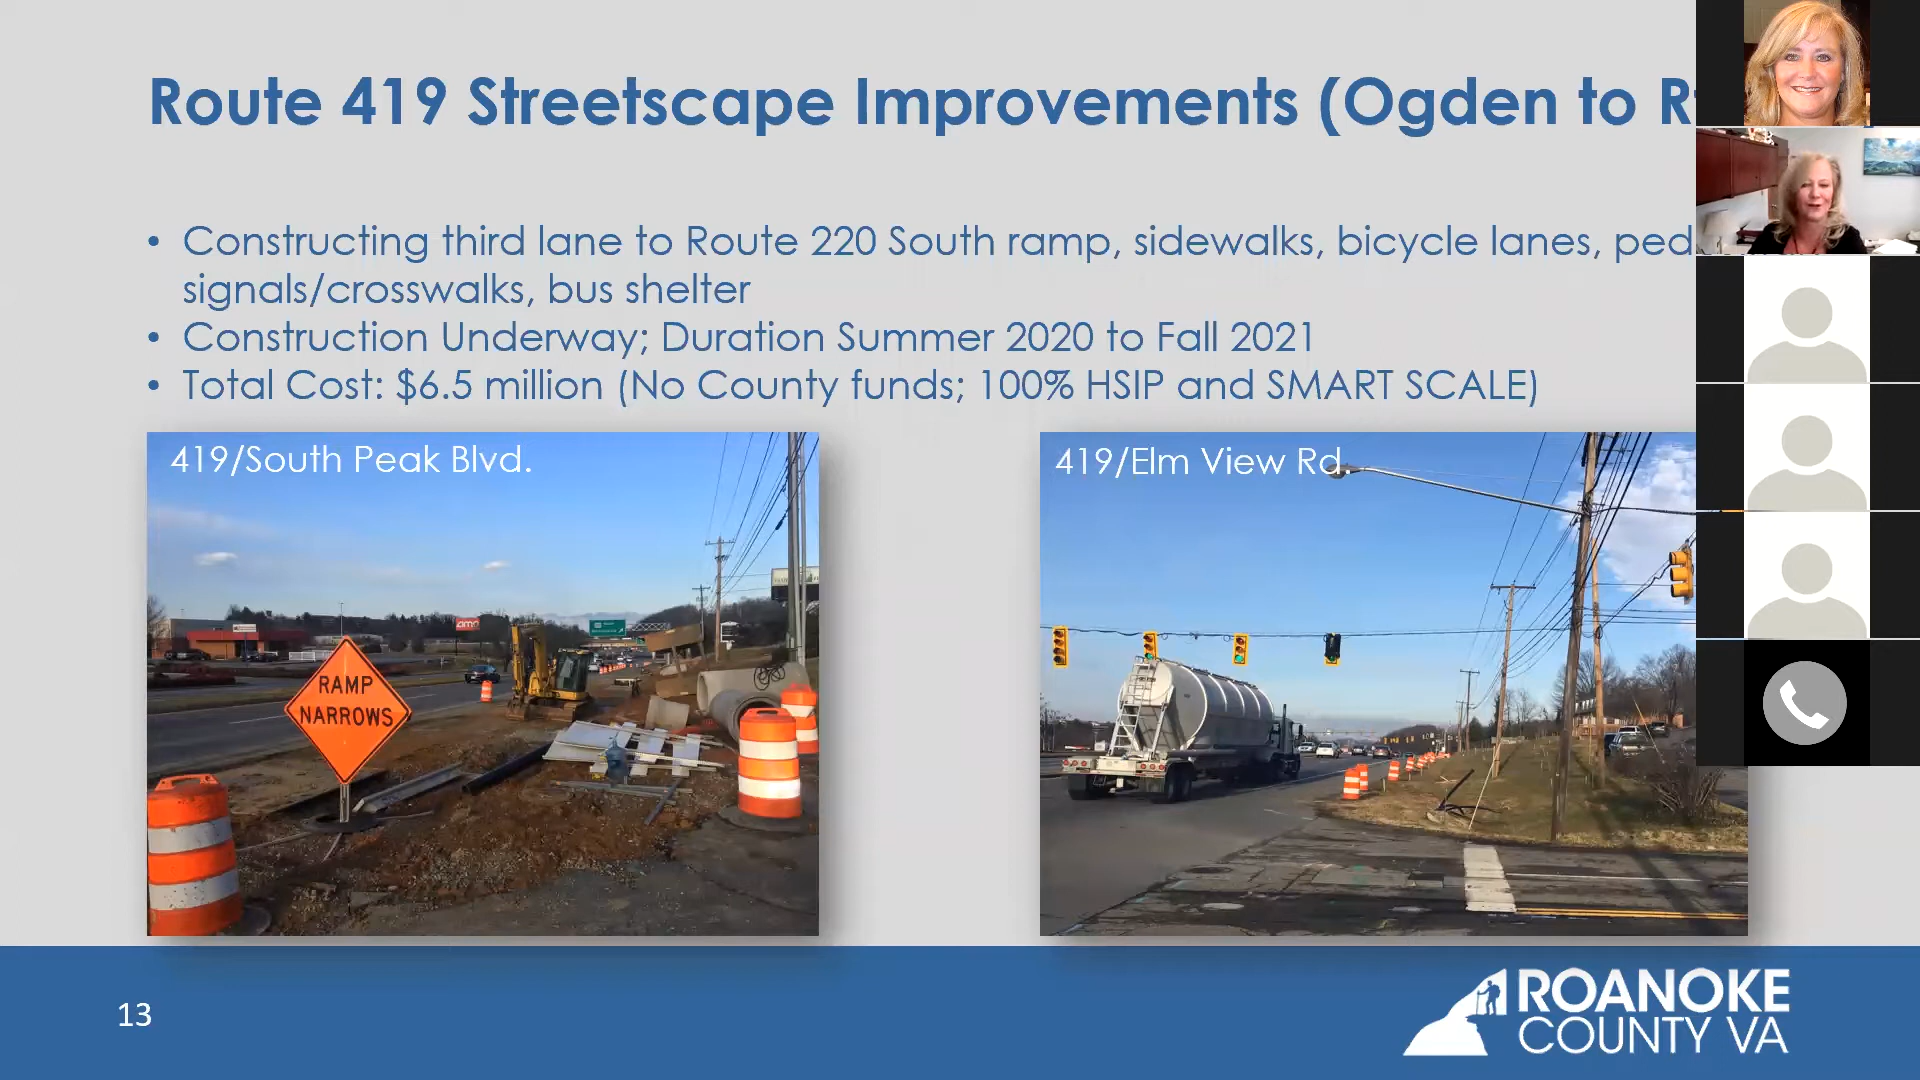 Route 419 Streetscape Improvements (Ogden to
Constructing third lane to Route 220 South ramp, sidewalks, bicycle lanes, ped
signals/crosswalks, bus shelter
Construction Underway; Duration Summer 2020 to Fall 2021
Total Cost: $6.5 million (No County funds; 100% HSIP and SMART SCALE)
419/South Peak Blvd.
419/Elm View Rd.
RAMP
NARROWS
13
ROANOKE
COUNTY VA